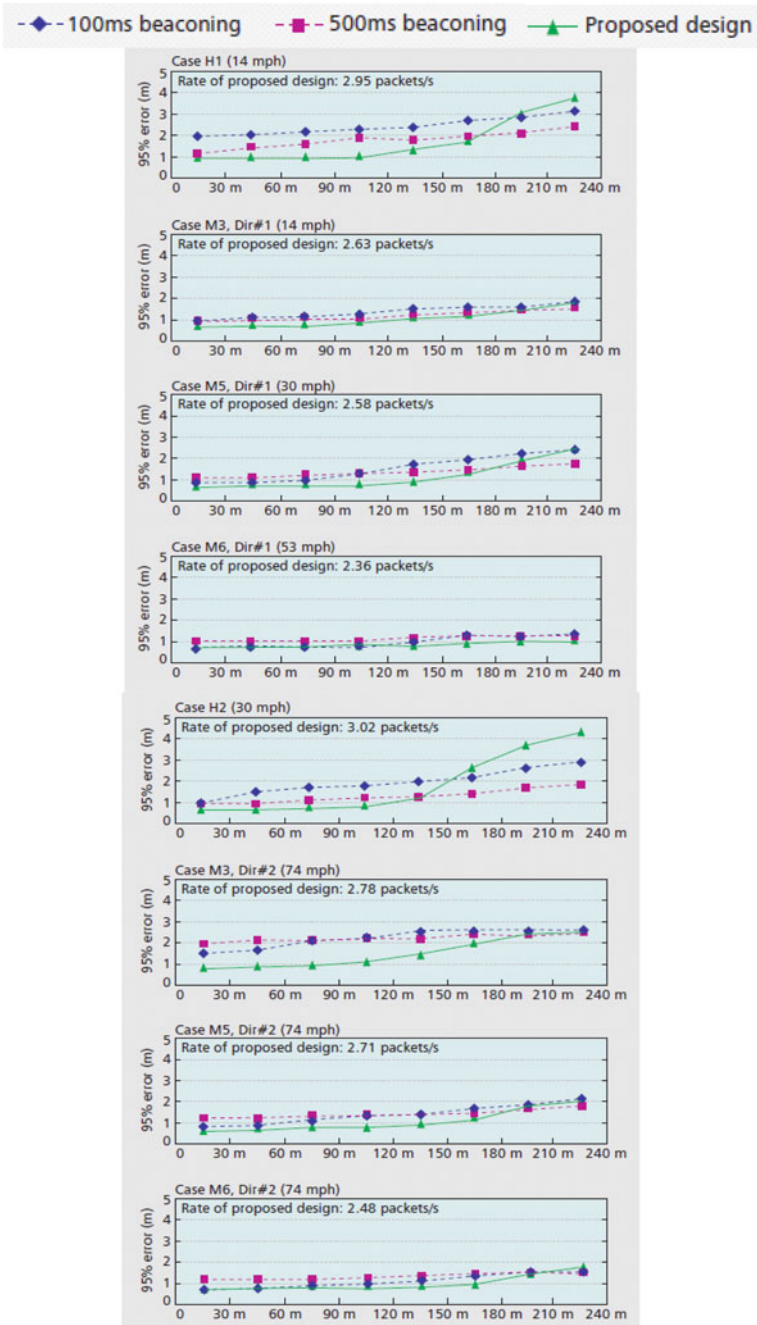 100ms beaconing 500ms beaconing Proposed design
Case H1 (14 mph)
Rate of proposed design: 2.95 packets/s
95% error (m)
5
4
3
2
1
0 30 m 60 m 90 m 120 m 150 m 180 m 210 m 240 m
Case M3, Dir#1 (14 mph)
Rate of proposed design: 2.63 packets/s
95% error (m)
5
4
3
2
1
0
0 30 m 60 m 90 m 120 m 150 m 180 m 210 m 240 m
Case M5, Dir#1 (30 mph)
Rate of proposed design: 2.58 packets/s
95% error (m)
5
4
3
2
1
0
0 30 m 60 m 90 m 120 m 150 m 180 m 210 m 240 m
Case M6, Dir#1 (53 mph)
Rate of proposed design: 2.36 packets/s
95% error (m)
5
4
3
2
1
0
0 30 m 60 m 90 m 120 m 150 m 180 m 210 m 240 m
Case H2 (30 mph)
Rate of proposed design: 3.02 packets/s
95% error (m)
5
4
3
2
1
0
0 30 m 60 m 90 m 120 m 150 m 180 m 210 m 240 m
Case M3, Dir#2 (74 mph)
Rate of proposed design: 2.78 packets/s
95% error (m)
5
4
3
2
1
0
0 30 m 60 m 90 m 120 m 150 m 180 m 210 m 240 m
Case M5, Dir#2 (74 mph)
Rate of proposed design: 2.71 packets/s
95% error (m)
5
4
3
2
1
0
0 30 m 60 m 90 m 120 m 150 m 180 m 210 m 240 m
Case M6, Dir#2 (74 mph)
Rate of proposed design: 2.48 packets/s
95% error (m)
5
4
3
2
1
0
0 30 m 60 m 90 m 120 m 150 m 180 m 210 m 240 m